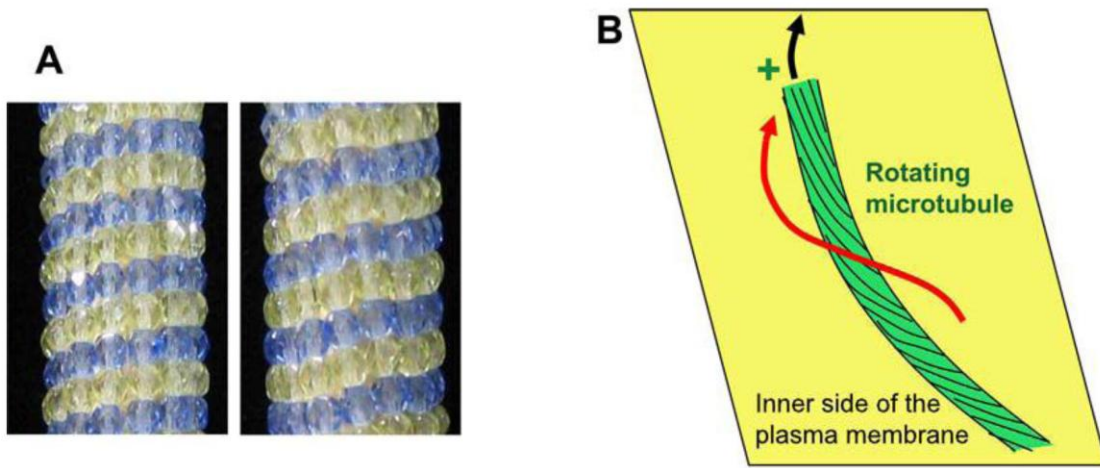 A
B
+
Rotating
microtubule
Inner side of the
plasma membrane